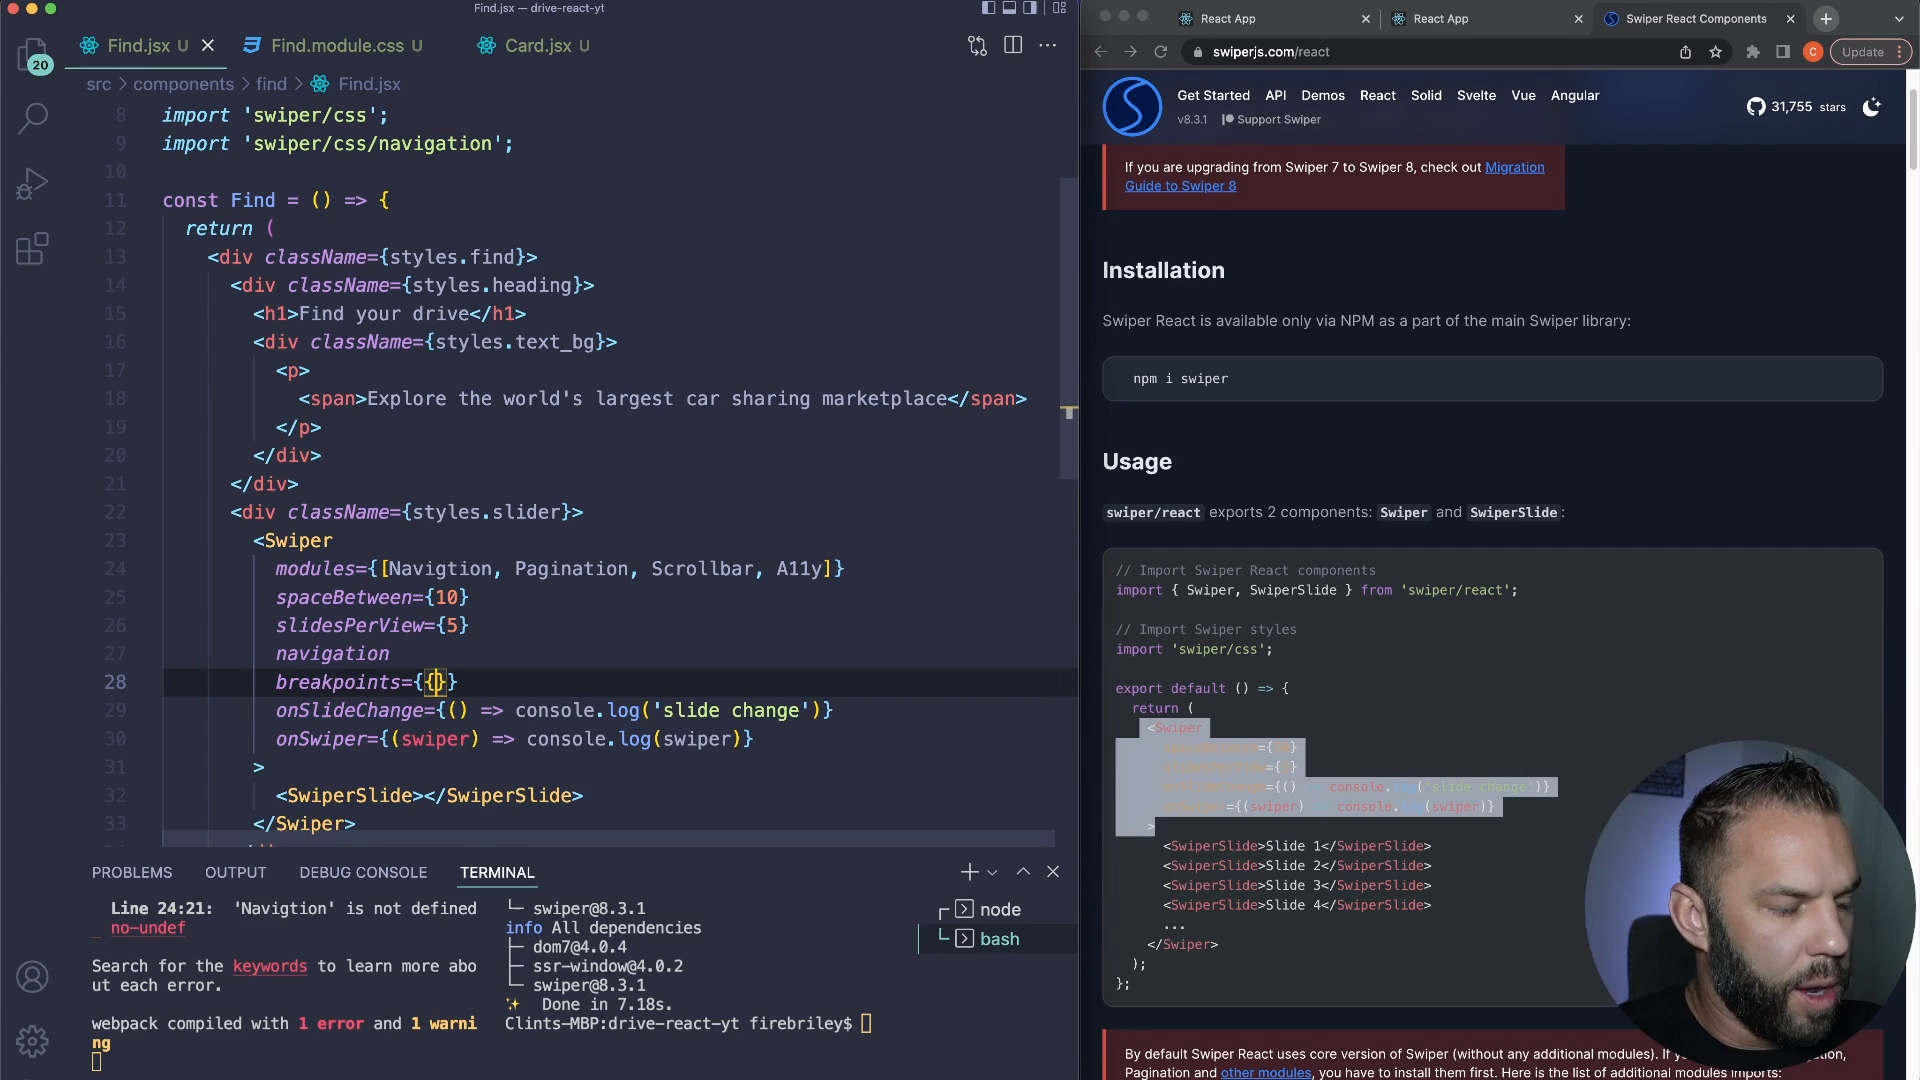 Find.jsx — drive-react-yt
Find.jsx U
Find.module.css U
Card.jsx U
20
src > components > find > Find.jsx
8 import 'swiper/css';
9 import 'swiper/css/navigation';
10
11 const Find = () => {
12 return (
13 <div className={styles.find}>
14 <div className={styles.heading}>
15 <h1>Find your drive</h1>
16 <div className={styles.text_bg}>
17 <p>
18 <span>Explore the world's largest car sharing marketplace</span>
19 </p>
20 </div>
21 </div>
22 <div className={styles.slider}>
23 <Swiper
24 modules={[Navigtion, Pagination, Scrollbar, A11y]}
25 spaceBetween={10}
26 slidesPerView={5}
27 navigation
28 breakpoints={{}}
29 onSlideChange={() => console.log('slide change')}
30 onSwiper={(swiper) => console.log(swiper)}
31 >
32 <SwiperSlide></SwiperSlide>
33 </Swiper>
PROBLEMS OUTPUT DEBUG CONSOLE TERMINAL
Line 24:21: 'Navigtion' is not defined
no-undef
Search for the keywords to learn more abo
ut each error.
webpack compiled with 1 error and 1 warni
ng
└─ swiper@8.3.1
info All dependencies
├─ dom7@4.0.4
├─ ssr-window@4.0.2
└─ swiper@8.3.1
✨ Done in 7.18s.
Clints-MBP:drive-react-yt firebriley$
node
bash
React App
React App
Swiper React Components
swiperjs.com/react
C
Update
Get Started API Demos React Solid Svelte Vue Angular
v8.3.1 Support Swiper
31,755 stars
If you are upgrading from Swiper 7 to Swiper 8, check out Migration
Guide to Swiper 8
Installation
Swiper React is available only via NPM as a part of the main Swiper library:
npm i swiper
Usage
swiper/react exports 2 components: Swiper and SwiperSlide:
// Import Swiper React components
import { Swiper, SwiperSlide } from 'swiper/react';
// Import Swiper styles
import 'swiper/css';
export default () => {
return (
<Swiper
={() console. ('slide change')}
={(swiper) console. (swiper)}
>
<SwiperSlide>Slide 1</SwiperSlide>
<SwiperSlide>Slide 2</SwiperSlide>
<SwiperSlide>Slide 3</SwiperSlide>
<SwiperSlide>Slide 4</SwiperSlide>
...
</Swiper>
);
};
By default Swiper React uses core version of Swiper (without any additional modules). If
Pagination and other modules, you have to install them first. Here is the list of additional modules imports: